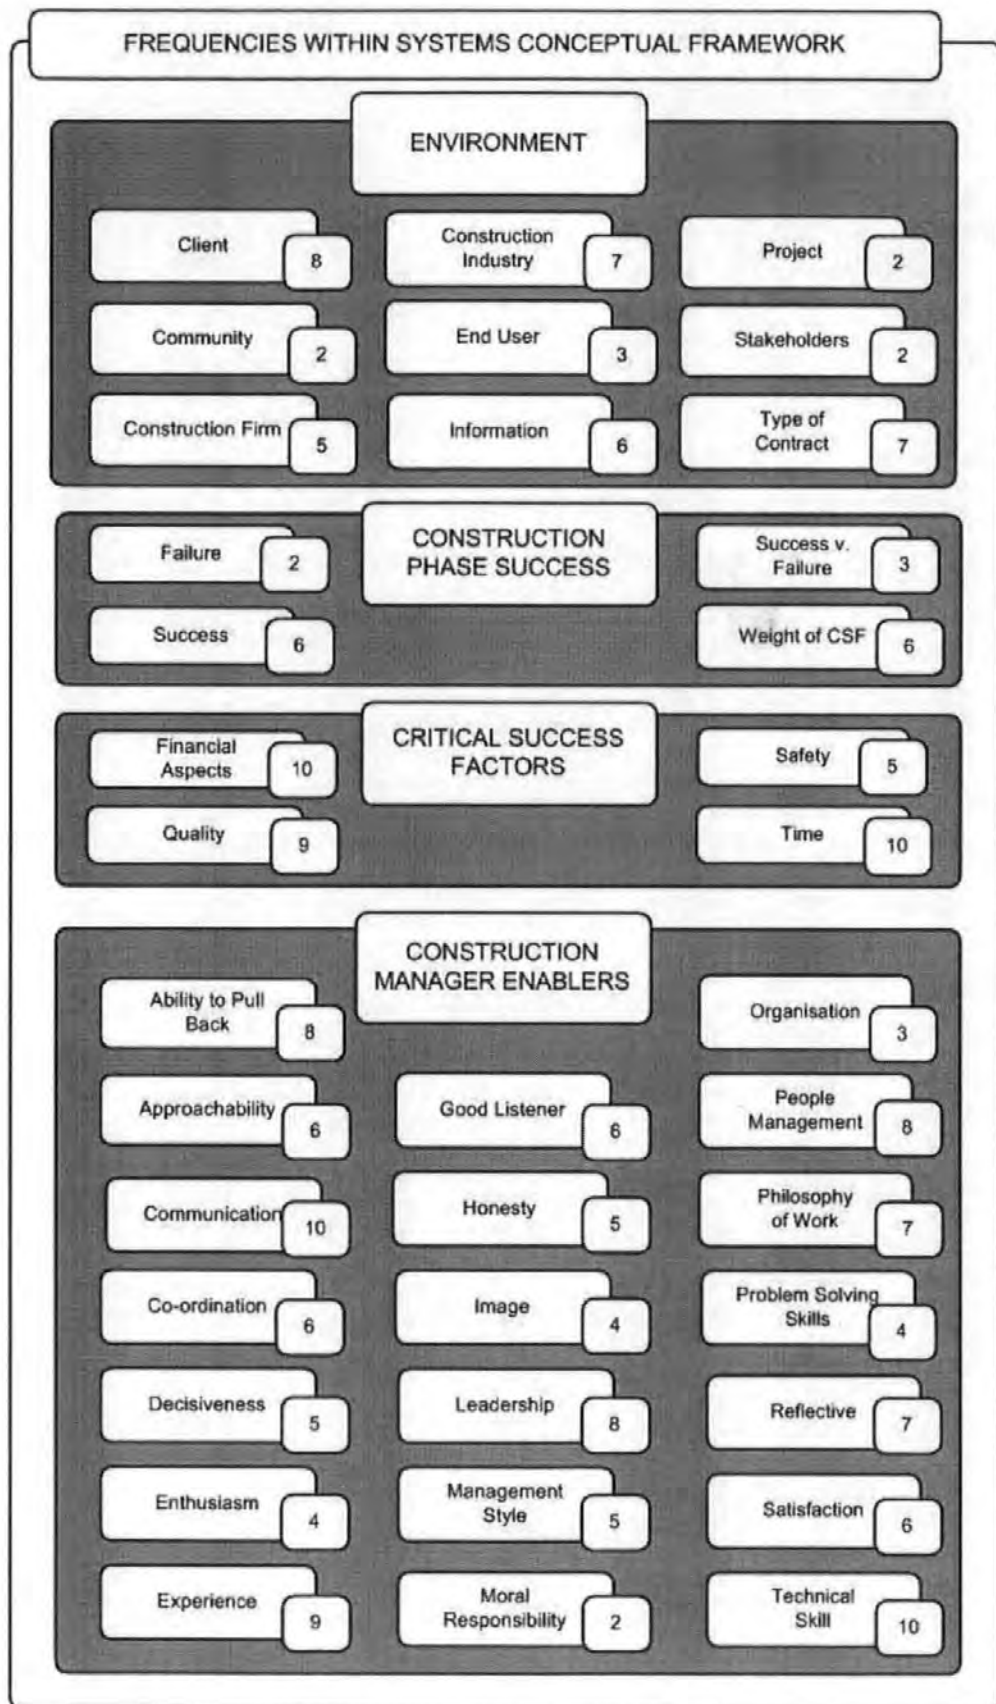 FREQUENCIES WITHIN SYSTEMS CONCEPTUAL FRAMEWORK
ENVIRONMENT
Client
8
Construction
Industry
7
Project
2
Community
2
End User
3
Stakeholders
2
Construction Firm
5
Information
6
Type of
Contract
7
CONSTRUCTION
PHASE SUCCESS
Failure
2
Success v.
Failure
3
Success
6
Weight of CSF
6
CRITICAL SUCCESS
FACTORS
Financial
Aspects
10
Safety
5
Quality
9
Time
10
CONSTRUCTION
MANAGER ENABLERS
Ability to Pull
Back
8
Organisation
3
Approachability
6
Good Listener
6
People
Management
8
Communication
10
Honesty
5
Philosophy
of Work
7
Co-ordination
6
Image
4
Problem Solving
Skills
4
Decisiveness
5
Leadership
8
Reflective
7
Enthusiasm
4
Management
Style
5
Satisfaction
6
Experience
9
Moral
Responsibility
2
Technical
Skill
10